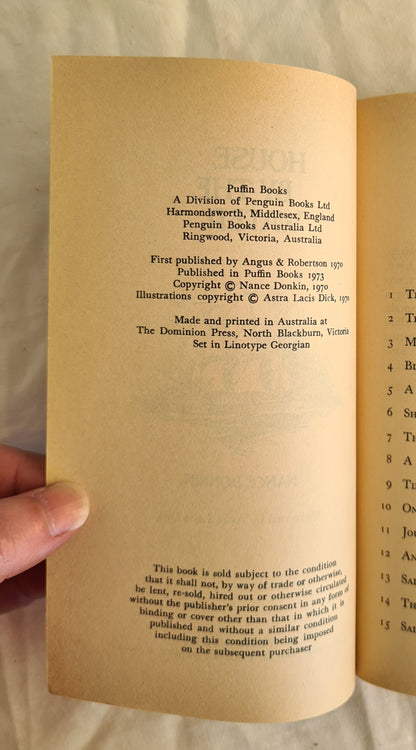 Puffin Books
A Division of Penguin Books Ltd
Harmondsworth, Middlesex, England
Penguin Books Australia Ltd
Ringwood, Victoria, Australia
First published by Angus & Robertson 1970
Published in Puffin Books 1973
Copyright © Nance Donkin, 1970
Illustrations copyright © Astra Lacis Dick, 1970
Made and printed in Australia at
The Dominion Press, North Blackburn, Victoria
Set in Linotype Georgian
This book is sold subject to the condition
that it shall not, by way of trade or otherwise,
be lent, re-sold, hired out or otherwise circulated
without the publisher's prior consent in any form of
binding or cover other than that in which it is
published and without a similar condition
including this condition being imposed
on the subsequent purchaser
1
2
3
4
5 A
6
7
8 A
9
10
11
12
13
14
15